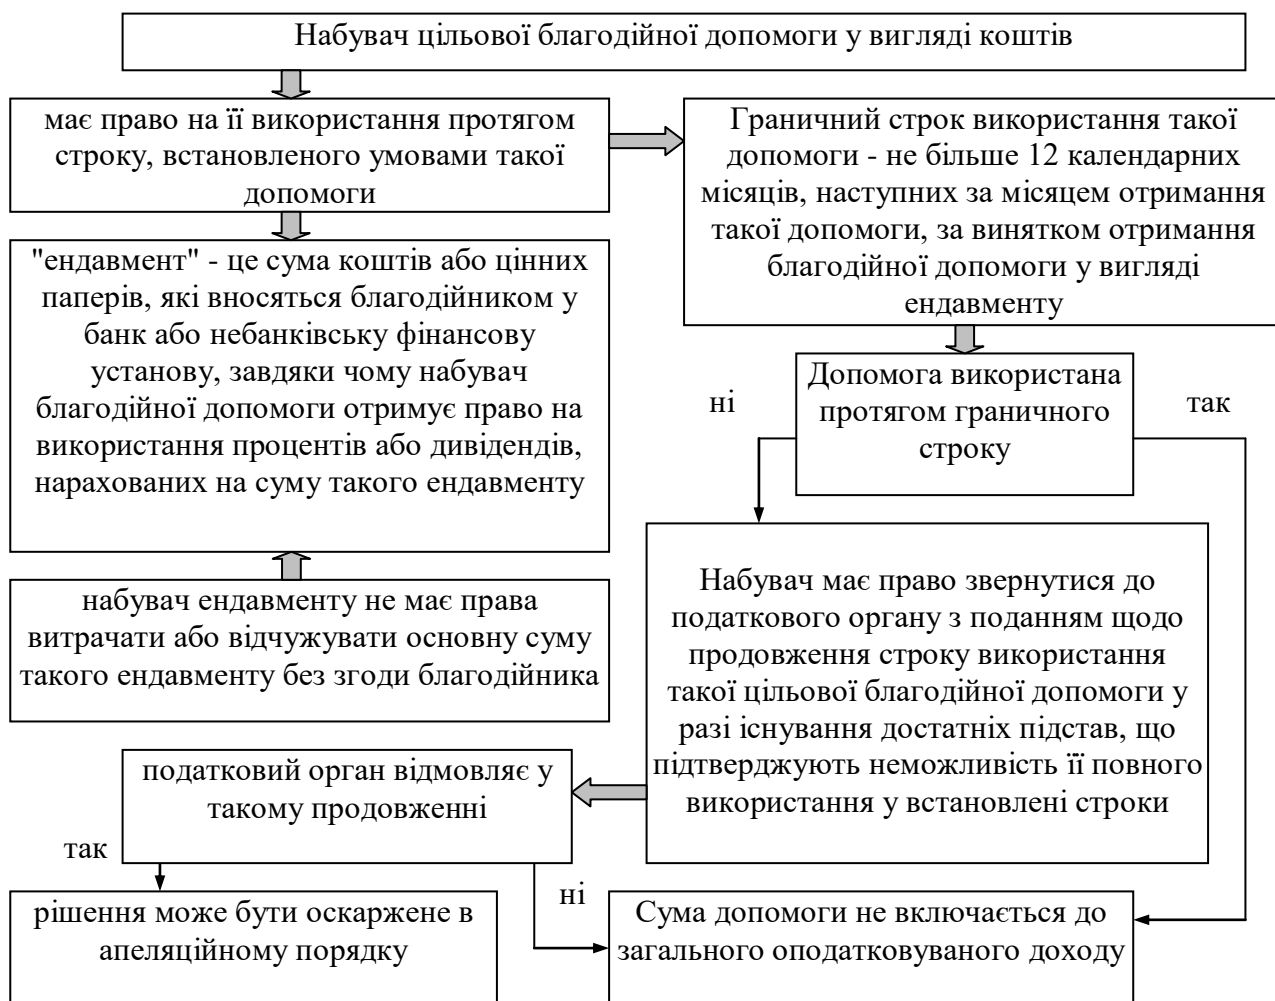 Набувач цільової благодійної допомоги у вигляді коштів
має право на її використання протягом
строку, встановленого умовами такої
допомоги
Граничний строк використання такої
допомоги - не більше 12 календарних
місяців, наступних за місяцем отримання
такої допомоги, за винятком отримання
благодійної допомоги у вигляді
ендавменту
"ендавмент" - це сума коштів або цінних
паперів, які вносяться благодійником у
банк або небанківську фінансову
установу, завдяки чому набувач
благодійної допомоги отримує право на
використання процентів або дивідендів,
нарахованих на суму такого ендавменту
Допомога використана
протягом граничного
строку
ні
так
набувач ендавменту не має права
витрачати або відчужувати основну суму
такого ендавменту без згоди благодійника
Набувач має право звернутися до
податкового органу з поданням щодо
продовження строку використання
такої цільової благодійної допомоги у
разі існування достатніх підстав, що
підтверджують неможливість її повного
використання у встановлені строки
податковий орган відмовляє у
такому продовженні
так
ні
рішення може бути оскаржене в
апеляційному порядку
Сума допомоги не включається до
загального оподатковуваного доходу